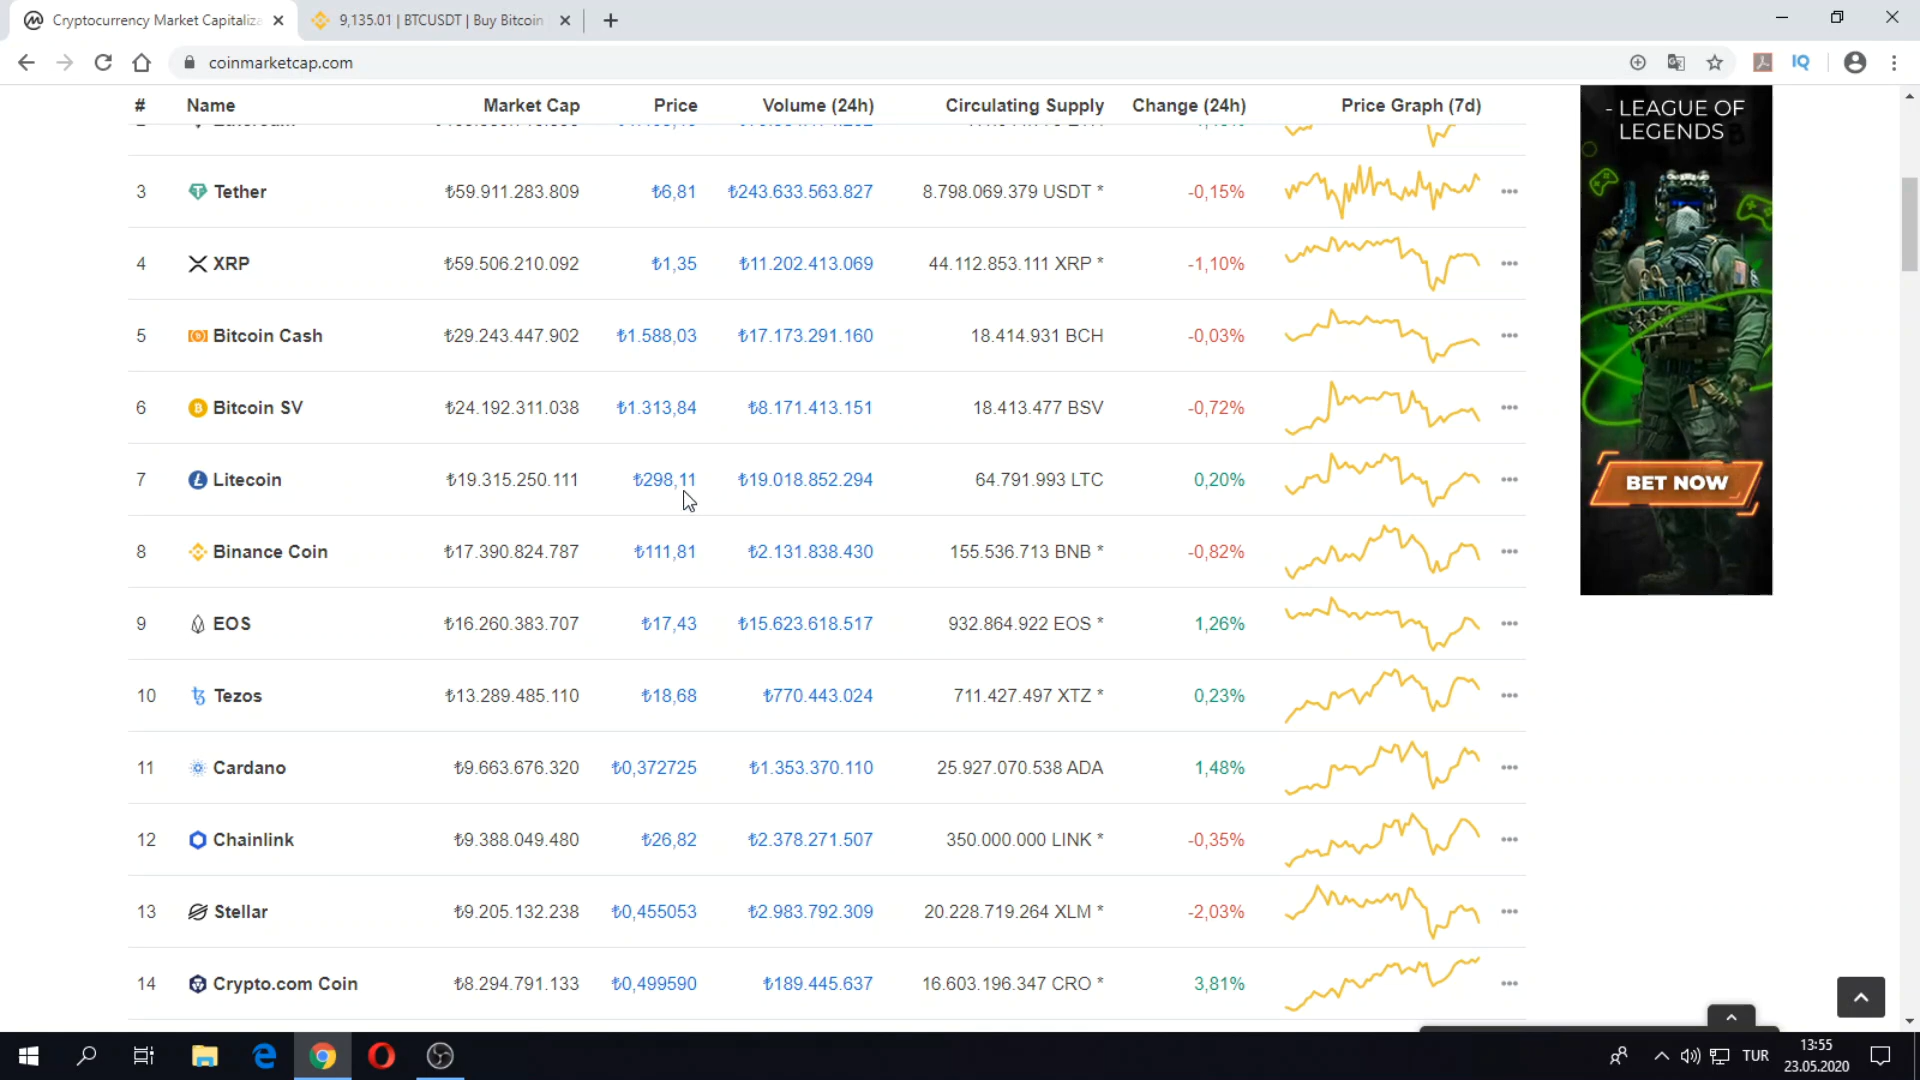 Cryptocurrency Market Capitaliza
9,135.01 | BTCUSDT | Buy Bitcoin
coinmarketcap.com
IQ
# Name Market Cap Price Volume (24h) Circulating Supply Change (24h) Price Graph (7d)
3 Tether ₺59.911.283.809 ₺6,81 ₺243.633.563.827 8.798.069.379 USDT * -0,15%
4 XRP ₺59.506.210.092 ₺1,35 ₺11.202.413.069 44.112.853.111 XRP * -1,10%
5 Bitcoin Cash ₺29.243.447.902 ₺1.588,03 ₺17.173.291.160 18.414.931 BCH -0,03%
6 Bitcoin SV ₺24.192.311.038 ₺1.313,84 ₺8.171.413.151 18.413.477 BSV -0,72%
7 Litecoin ₺19.315.250.111 ₺298,11 ₺19.018.852.294 64.791.993 LTC 0,20%
8 Binance Coin ₺17.390.824.787 ₺111,81 ₺2.131.838.430 155.536.713 BNB * -0,82%
9 EOS ₺16.260.383.707 ₺17,43 ₺15.623.618.517 932.864.922 EOS * 1,26%
10 Tezos ₺13.289.485.110 ₺18,68 ₺770.443.024 711.427.497 XTZ * 0,23%
11 Cardano ₺9.663.676.320 ₺0,372725 ₺1.353.370.110 25.927.070.538 ADA 1,48%
12 Chainlink ₺9.388.049.480 ₺26,82 ₺2.378.271.507 350.000.000 LINK * -0,35%
13 Stellar ₺9.205.132.238 ₺0,455053 ₺2.983.792.309 20.228.719.264 XLM * -2,03%
14 Crypto.com Coin ₺8.294.791.133 ₺0,499590 ₺189.445.637 16.603.196.347 CRO * 3,81%
- LEAGUE OF
LEGENDS
BET NOW
TUR
13:55
23.05.2020